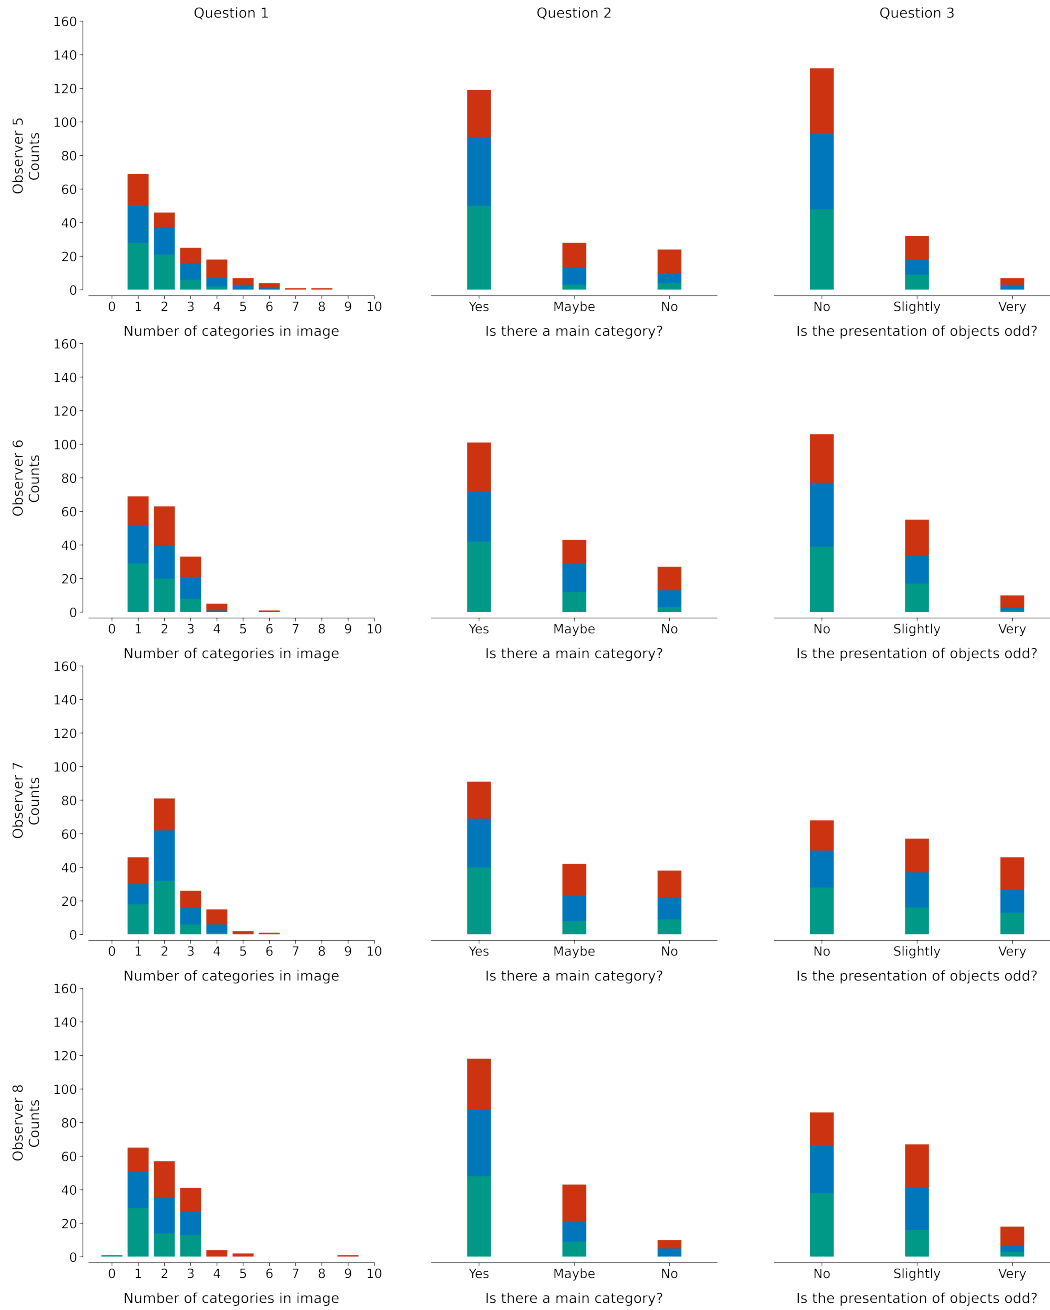 Question 1 Question 2 Question 3
160
140
120
100
80
60
40
20
0
Observer 5
Counts
0 1 2 3 4 5 6 7 8 9 10 Yes Maybe No No Slightly Very
Number of categories in image Is there a main category? Is the presentation of objects odd?
160
140
120
100
80
60
40
20
0
Observer 6
Counts
0 1 2 3 4 5 6 7 8 9 10 Yes Maybe No No Slightly Very
Number of categories in image Is there a main category? Is the presentation of objects odd?
160
140
120
100
80
60
40
20
0
Observer 7
Counts
0 1 2 3 4 5 6 7 8 9 10 Yes Maybe No No Slightly Very
Number of categories in image Is there a main category? Is the presentation of objects odd?
160
140
120
100
80
60
40
20
0
Observer 8
Counts
0 1 2 3 4 5 6 7 8 9 10 Yes Maybe No No Slightly Very
Number of categories in image Is there a main category? Is the presentation of objects odd?